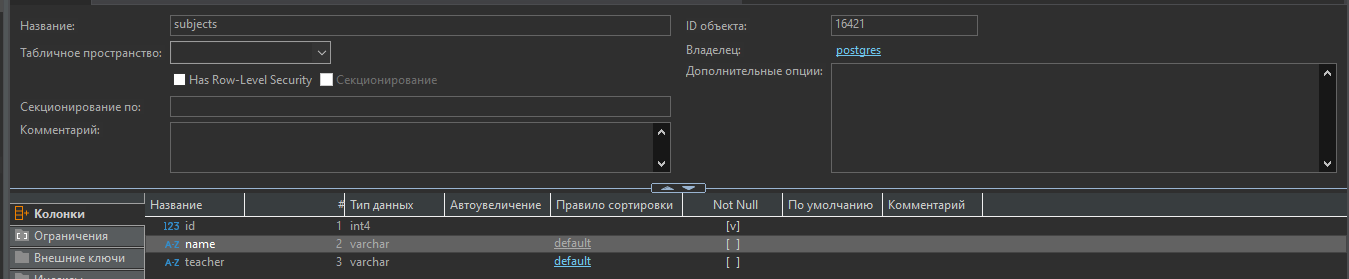 Название: subjects ID объекта: 16421
Табличное пространство: Владелец: postgres
Has Row-Level Security Секционирование Дополнительные опции:
Секционирование по:
Комментарий:
Название # Тип данных Автоувеличение Правило сортировки Not Null По умолчанию Комментарий
Колонки
123 id 1 int4 [v]
Ограничения
A-Z name 2 varchar default [ ]
Внешние ключи
A-Z teacher 3 varchar default [ ]